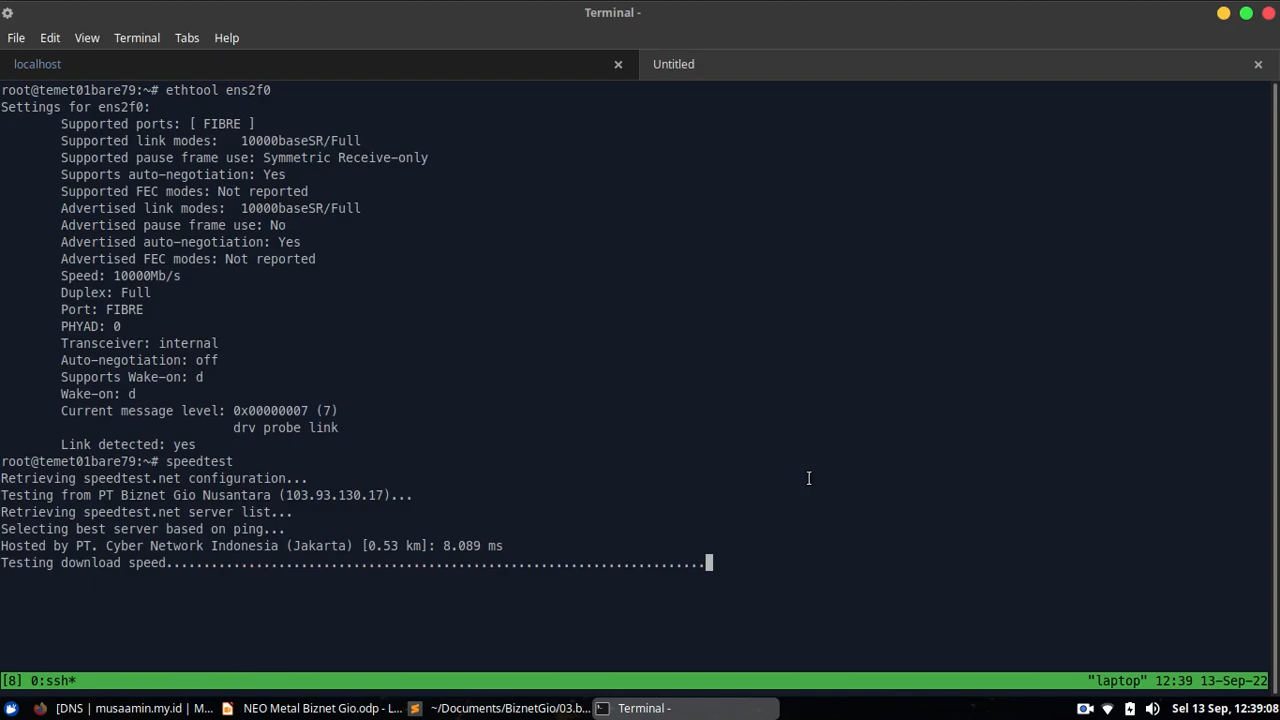 Terminal -
File Edit View Terminal Tabs Help
localhost Untitled
root@temet01bare79:~# ethtool ens2f0
Settings for ens2f0:
Supported ports: [ FIBRE ]
Supported link modes:   10000baseSR/Full
Supported pause frame use: Symmetric Receive-only
Supports auto-negotiation: Yes
Supported FEC modes: Not reported
Advertised link modes:  10000baseSR/Full
Advertised pause frame use: No
Advertised auto-negotiation: Yes
Advertised FEC modes: Not reported
Speed: 10000Mb/s
Duplex: Full
Port: FIBRE
PHYAD: 0
Transceiver: internal
Auto-negotiation: off
Supports Wake-on: d
Wake-on: d
Current message level: 0x00000007 (7)
drv probe link
Link detected: yes
root@temet01bare79:~# speedtest
Retrieving speedtest.net configuration...
Testing from PT Biznet Gio Nusantara (103.93.130.17)...
Retrieving speedtest.net server list...
Selecting best server based on ping...
Hosted by PT. Cyber Network Indonesia (Jakarta) [0.53 km]: 8.089 ms
Testing download speed........................................................................
[8] 0:ssh* "laptop" 12:39 13-Sep-22
[DNS | musaamin.my.id | M... NEO Metal Biznet Gio.odp - L... ~/Documents/BiznetGio/03.b... Terminal - Sel 13 Sep, 12:39:08